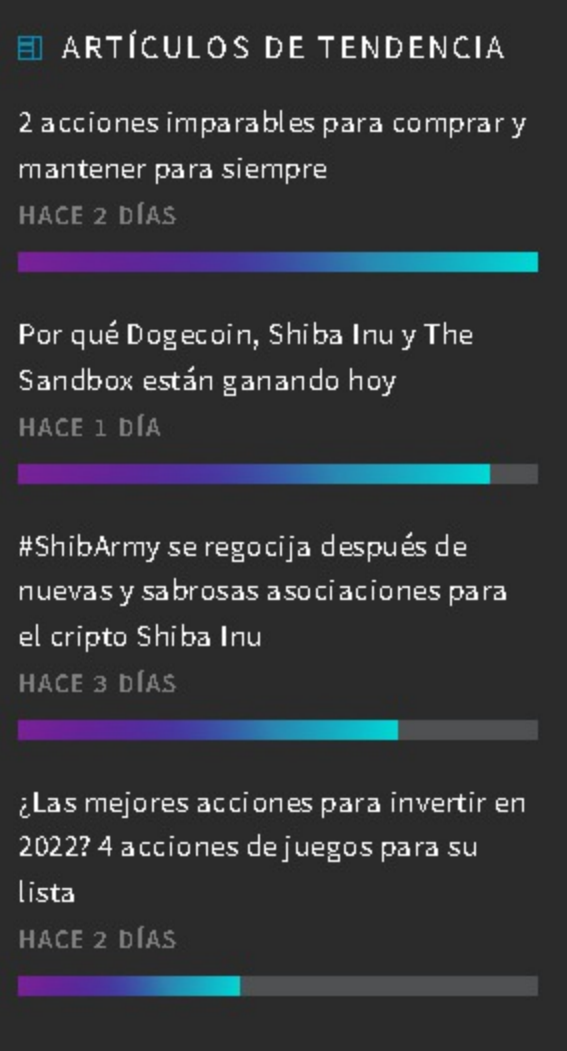 ARTÍCULOS DE TENDENCIA
2 acciones imparables para comprar y
mantener para siempre
HACE 2 DÍAS
Por qué Dogecoin, Shiba Inu y The
Sandbox están ganando hoy
HACE 1 DÍA
#ShibArmy se regocija después de
nuevas y sabrosas asociaciones para
el cripto Shiba Inu
HACE 3 DÍAS
¿Las mejores acciones para invertir en
2022? 4 acciones de juegos para su
lista
HACE 2 DÍAS